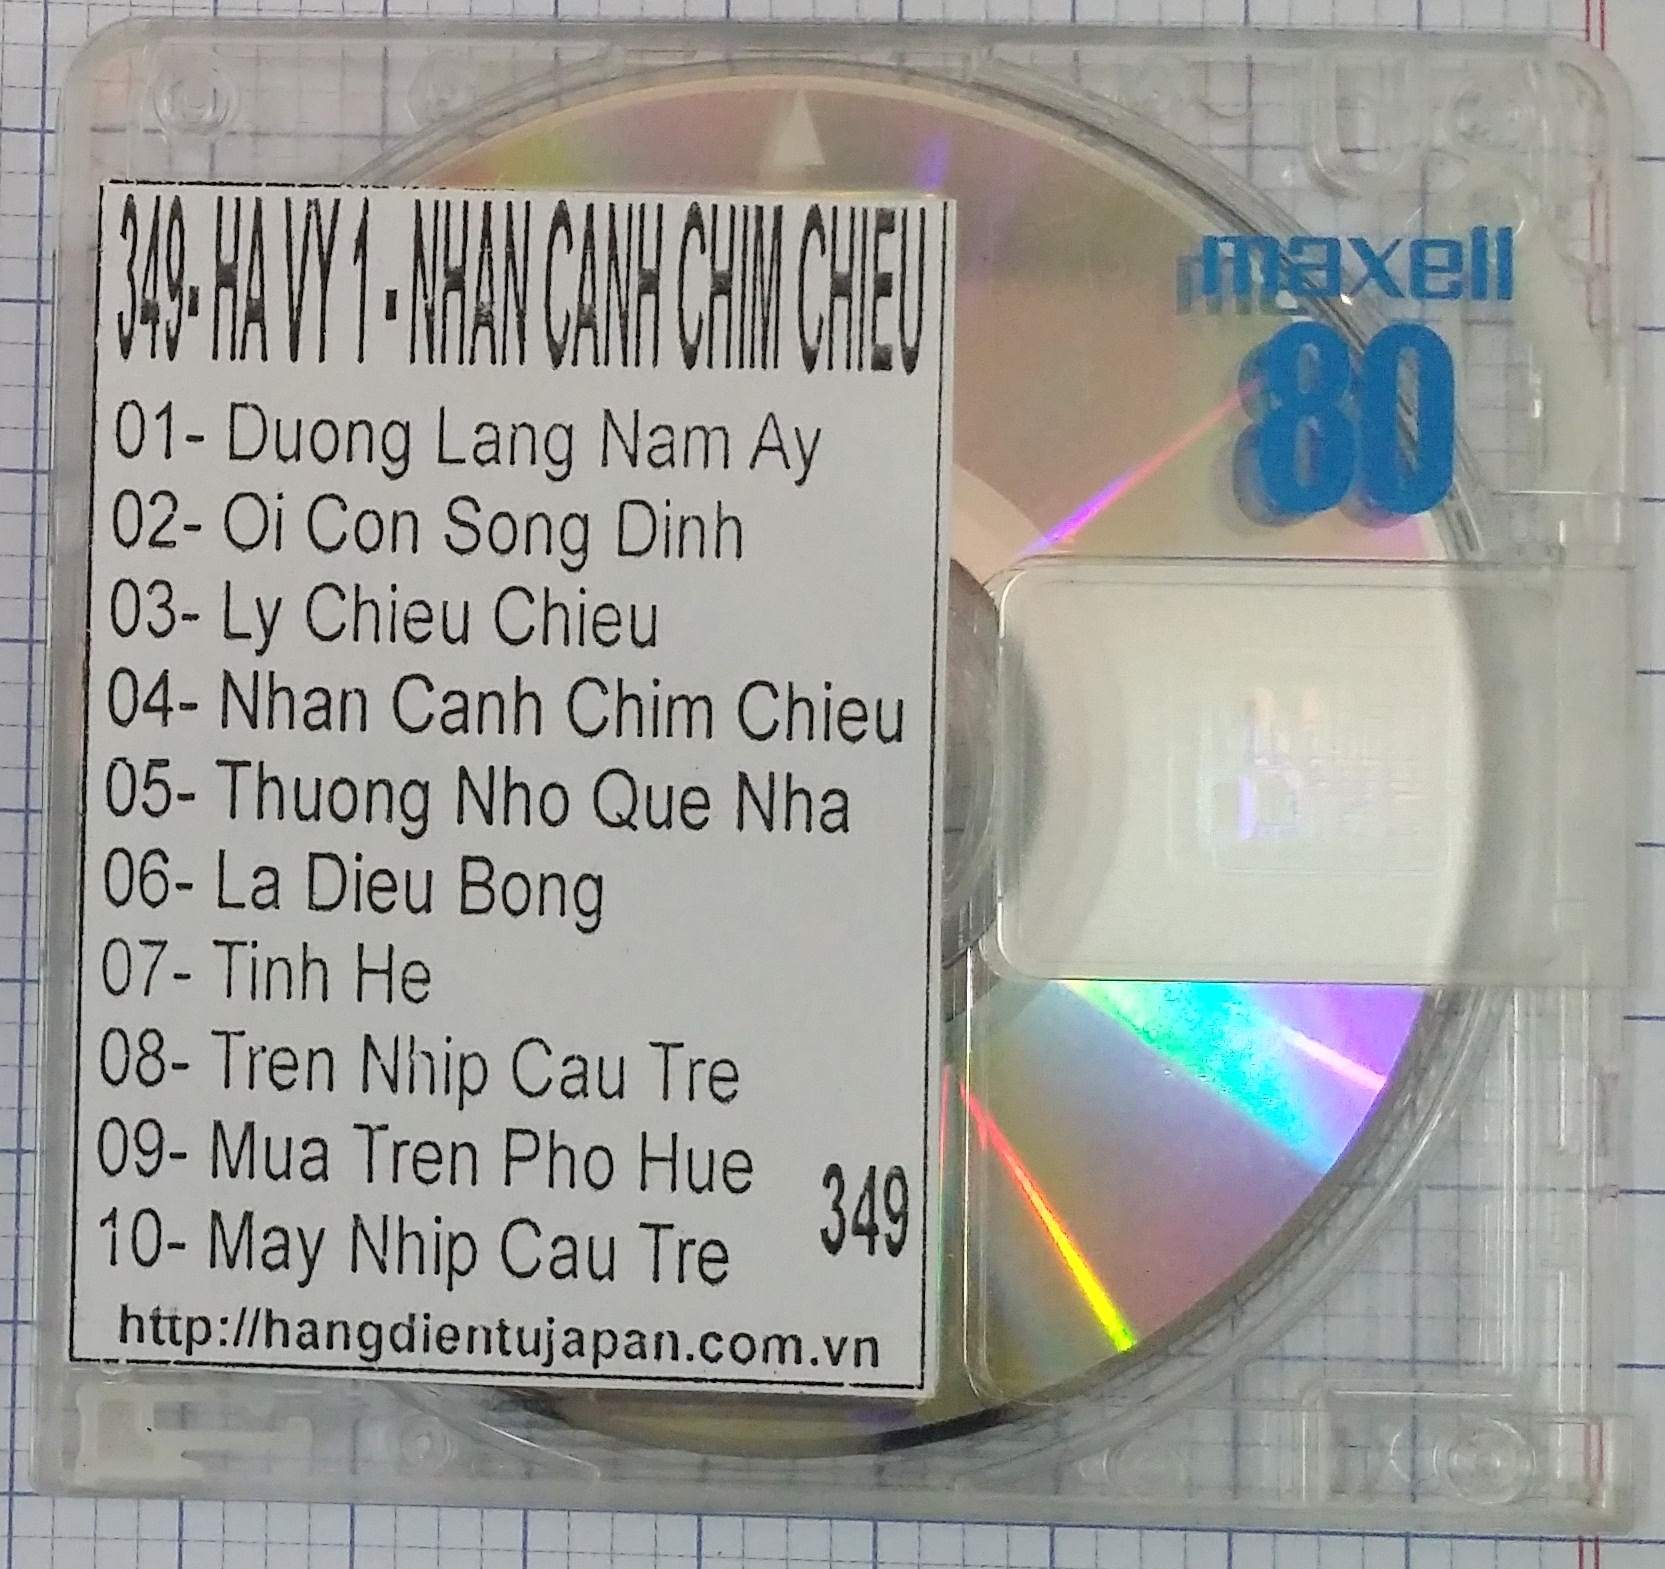 349- HA VY 1 - NHAN CANH CHIM CHIEU
01- Duong Lang Nam Ay
02- Oi Con Song Dinh
03- Ly Chieu Chieu
04- Nhan Canh Chim Chieu
05- Thuong Nho Que Nha
06- La Dieu Bong
07- Tinh He
08- Tren Nhip Cau Tre
09- Mua Tren Pho Hue
10- May Nhip Cau Tre
349
http://hangdientujapan.com.vn
maxell
80